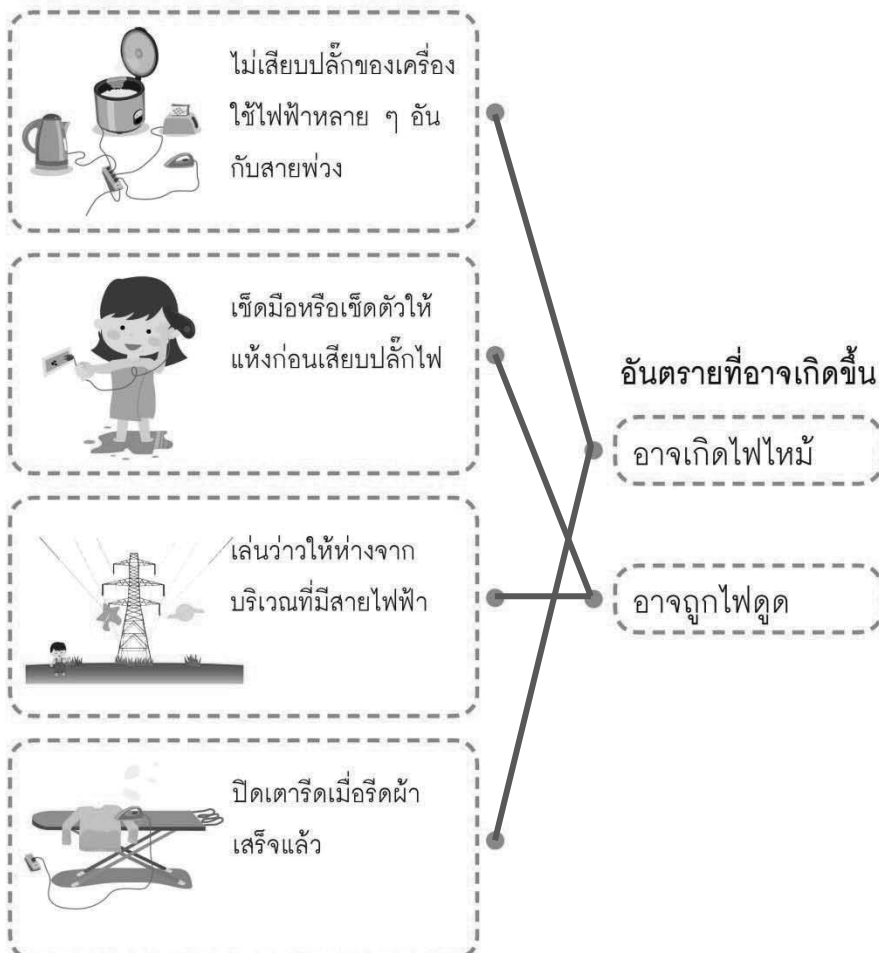 ไม่เสียบปลั๊กของเครื่อง
ใช้ไฟฟ้าหลาย ๆ อัน
กับสายพ่วง
เช็ดมือหรือเช็ดตัวให้
แห้งก่อนเสียบปลั๊กไฟ
เล่นว่าวให้ห่างจาก
บริเวณที่มีสายไฟฟ้า
ปิดเตารีดเมื่อรีดผ้า
เสร็จแล้ว
อันตรายที่อาจเกิดขึ้น
อาจเกิดไฟไหม้
อาจถูกไฟดูด